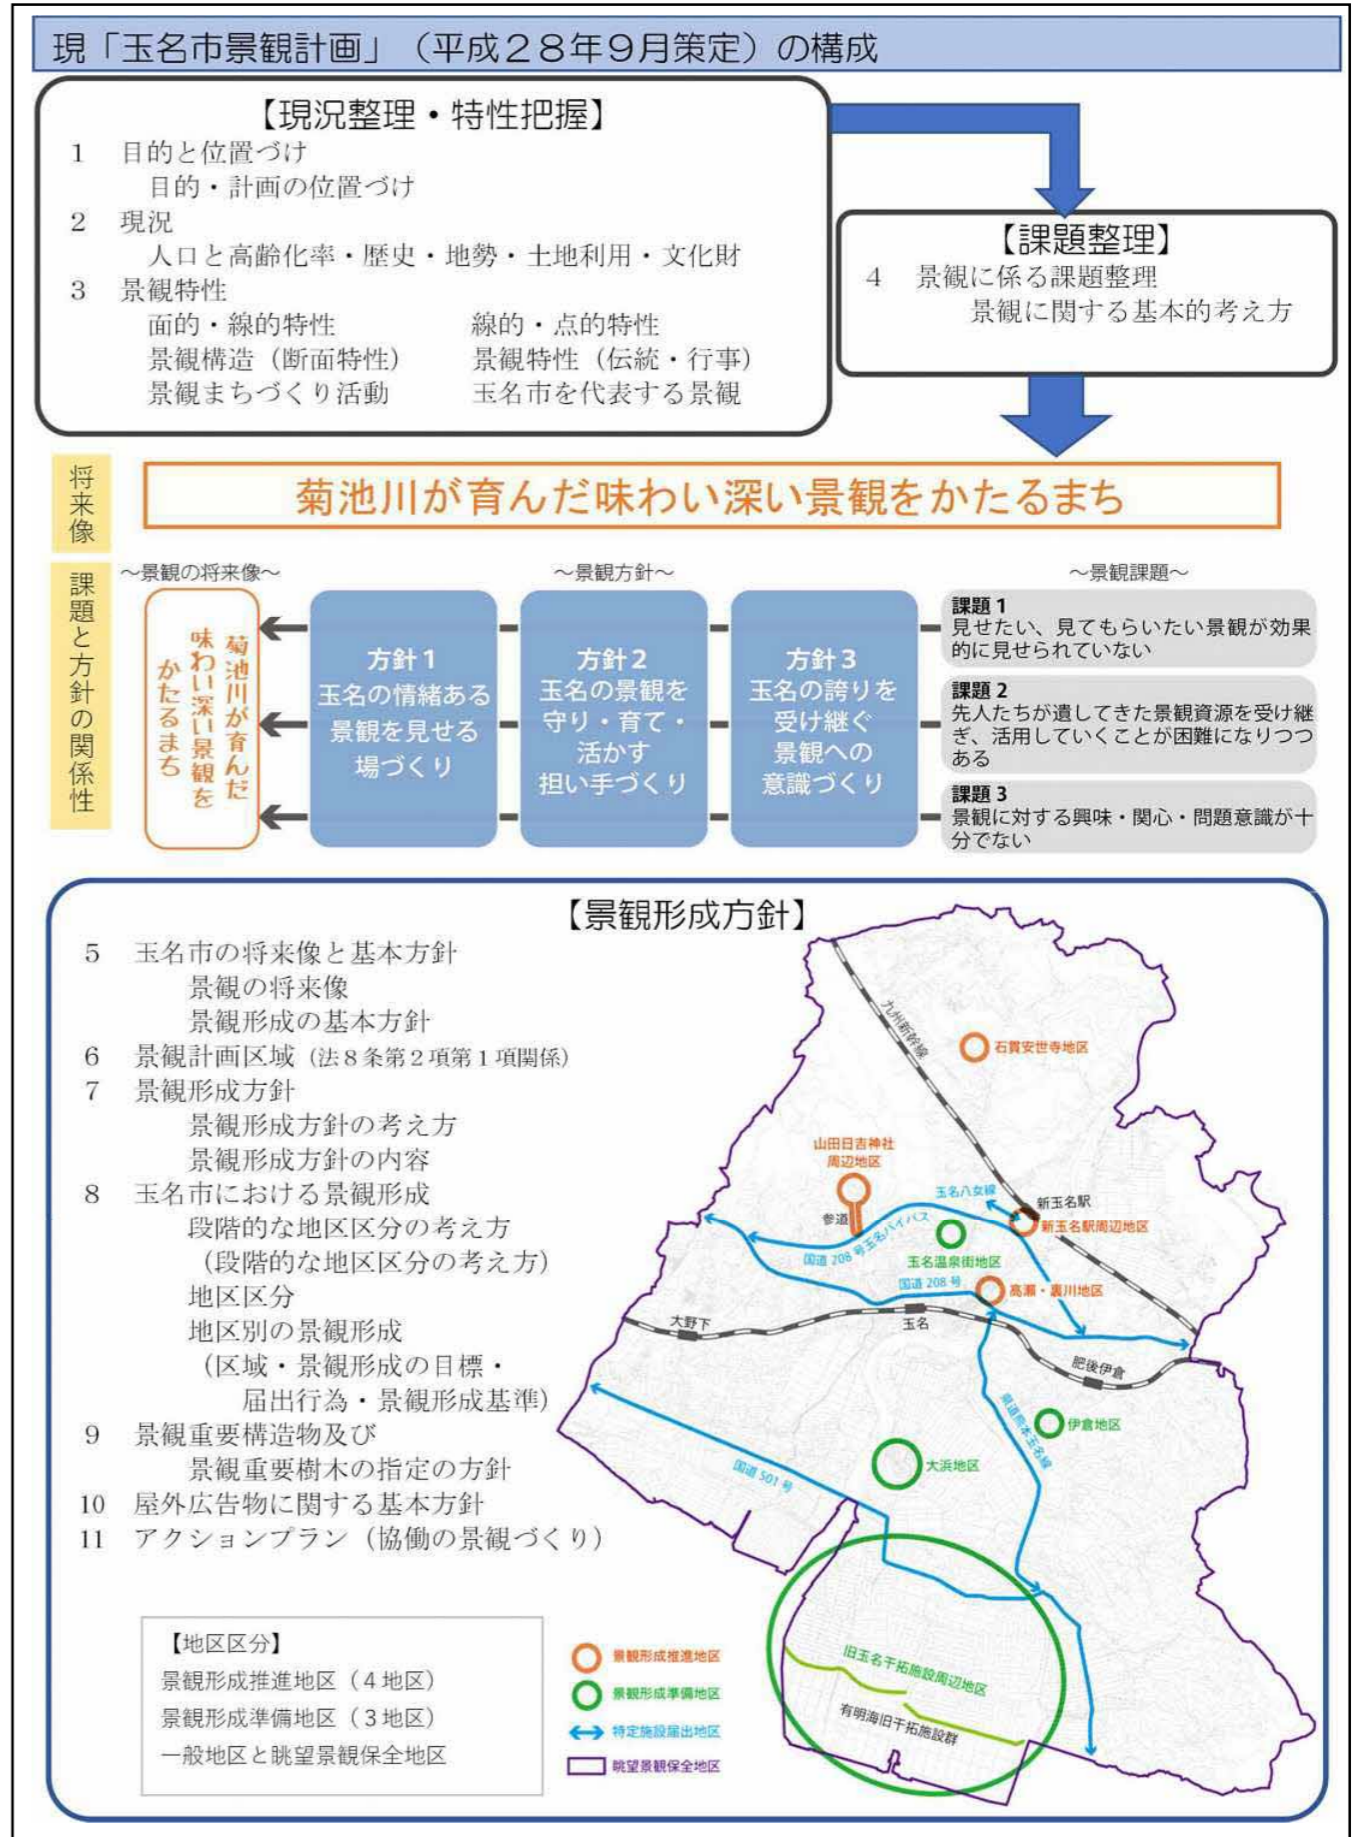 現「玉名市景観計画」（平成２８年９月策定）の構成
【現況整理・特性把握】
1 目的と位置づけ
目的・計画の位置づけ
2 現況
人口と高齢化率・歴史・地勢・土地利用・文化財
3 景観特性
面的・線的特性 線的・点的特性
景観構造（断面特性） 景観特性（伝統・行事）
景観まちづくり活動 玉名市を代表する景観
【課題整理】
4 景観に係る課題整理
景観に関する基本的考え方
将来像
菊池川が育んだ味わい深い景観をかたるまち
課題と方針の関係性
～景観の将来像～ ～景観方針～ ～景観課題～
菊池川が育んだ
味わい深い景観を
かたるまち
方針１
玉名の情緒ある
景観を見せる
場づくり
方針２
玉名の景観を
守り・育て・
活かす
担い手づくり
方針３
玉名の誇りを
受け継ぐ
景観への
意識づくり
課題１
見せたい、見てもらいたい景観が効果
的に見せられていない
課題２
先人たちが遺してきた景観資源を受け継
ぎ、活用していくことが困難になりつつ
ある
課題３
景観に対する興味・関心・問題意識が十
分でない
【景観形成方針】
5 玉名市の将来像と基本方針
景観の将来像
景観形成の基本方針
6 景観計画区域（法８条第２項第１項関係）
7 景観形成方針
景観形成方針の考え方
景観形成方針の内容
8 玉名市における景観形成
段階的な地区区分の考え方
（段階的な地区区分の考え方）
地区区分
地区別の景観形成
（区域・景観形成の目標・
届出行為・景観形成基準）
9 景観重要構造物及び
景観重要樹木の指定の方針
10 屋外広告物に関する基本方針
11 アクションプラン（協働の景観づくり）
九州新幹線
石貫安世寺地区
山田日吉神社
周辺地区
参道
玉名八女線
新玉名駅
新玉名駅周辺地区
国道 208 号玉名バイパス
玉名温泉街地区
国道 208 号
高瀬・裏川地区
大野下
玉名
肥後伊倉
県道熊本玉名線
伊倉地区
大浜地区
国道 501 号
旧玉名干拓施設周辺地区
有明海旧干拓施設群
【地区区分】
景観形成推進地区（４地区）
景観形成準備地区（３地区）
一般地区と眺望景観保全地区
景観形成推進地区
景観形成準備地区
特定施設届出地区
眺望景観保全地区